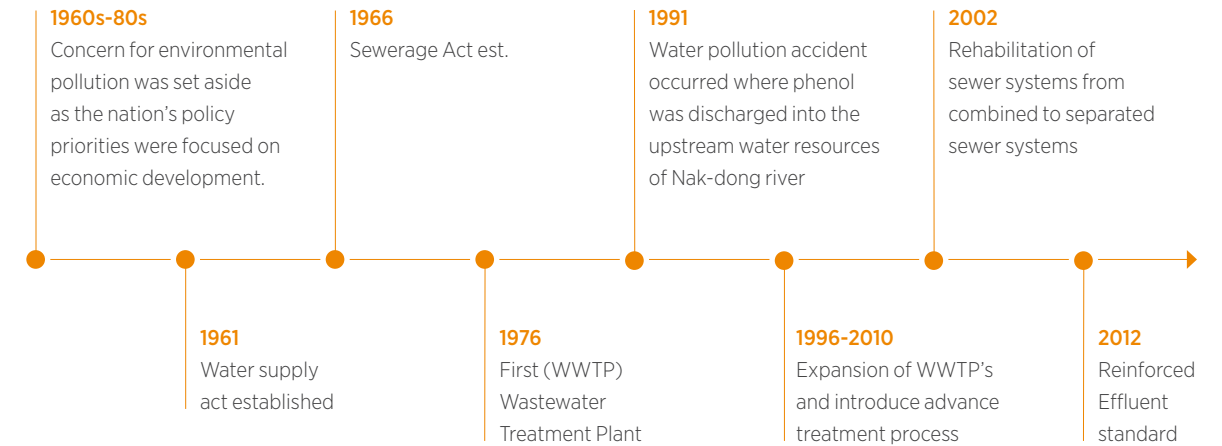 1960s-80s
Concern for environmental
pollution was set aside
as the nation's policy
priorities were focused on
economic development.
1961
Water supply
act established
1966
Sewerage Act est.
1976
First (WWTP)
Wastewater
Treatment Plant
1991
Water pollution accident
occurred where phenol
was discharged into the
upstream water resources
of Nak-dong river
1996-2010
Expansion of WWTP's
and introduce advance
treatment process
2002
Rehabilitation of
sewer systems from
combined to separated
sewer systems
2012
Reinforced
Effluent
standard